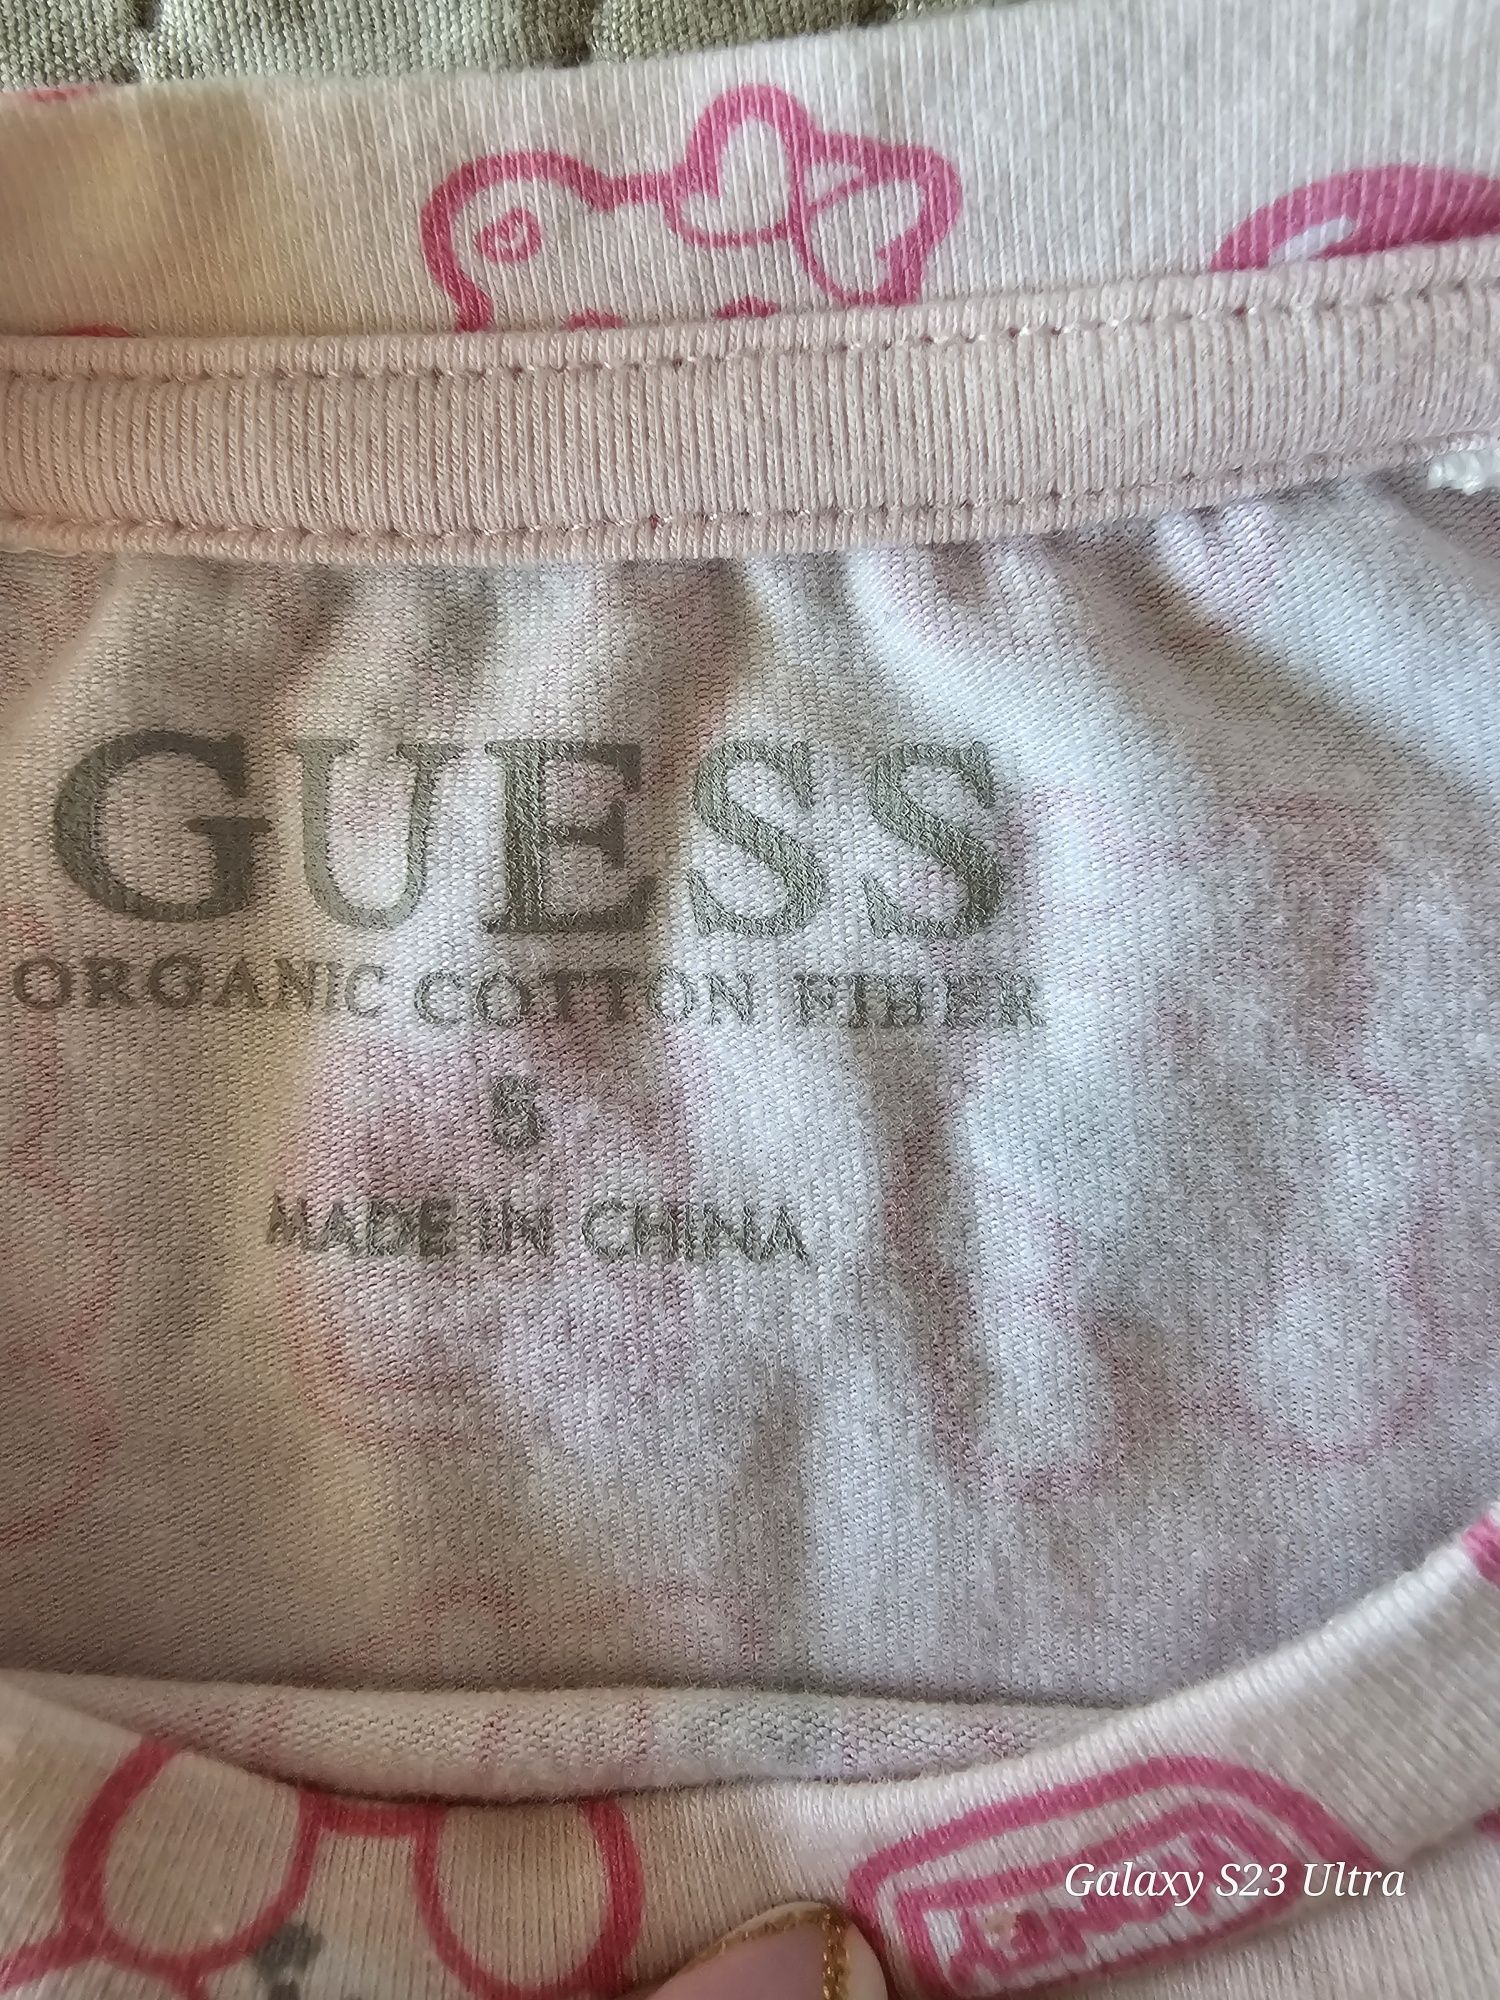 GUESS
ORGANIC COTTON FIBER
MADE IN CHINA
Galaxy S23 Ultra